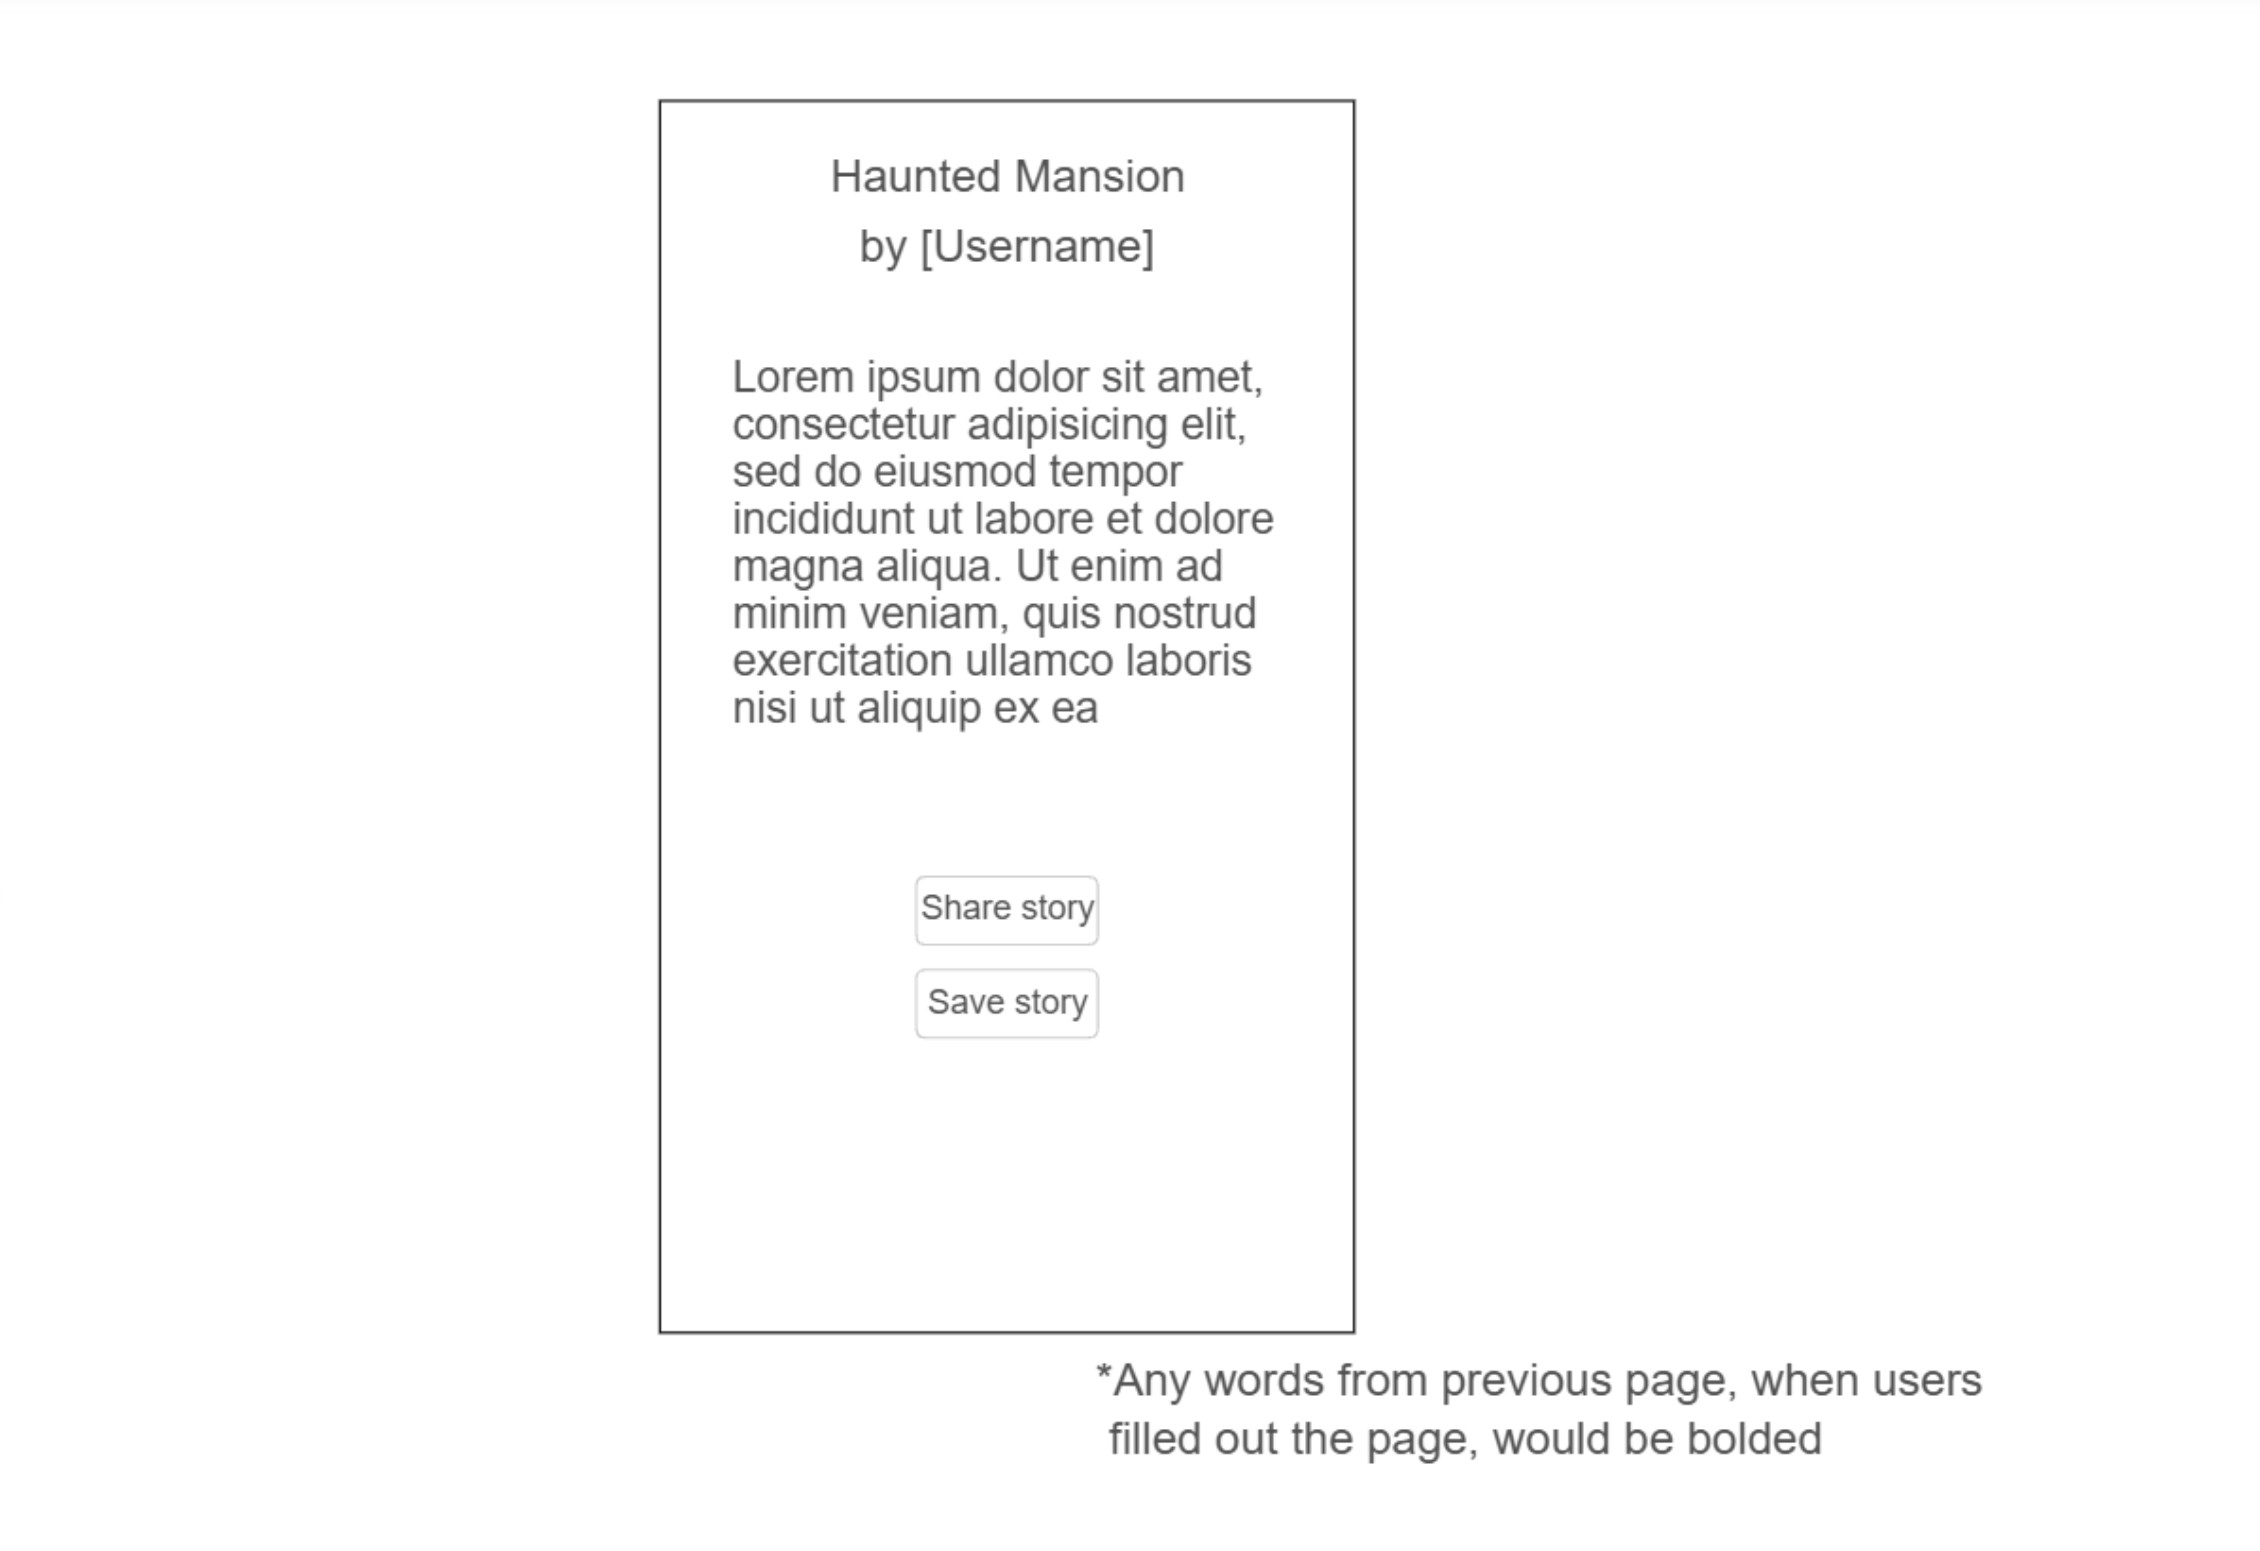 Haunted Mansion
by [Username]
Lorem ipsum dolor sit amet,
consectetur adipisicing elit,
sed do eiusmod tempor
incididunt ut labore et dolore
magna aliqua. Ut enim ad
minim veniam, quis nostrud
exercitation ullamco laboris
nisi ut aliquip ex ea
Share story
Save story
*Any words from previous page, when users
filled out the page, would be bolded